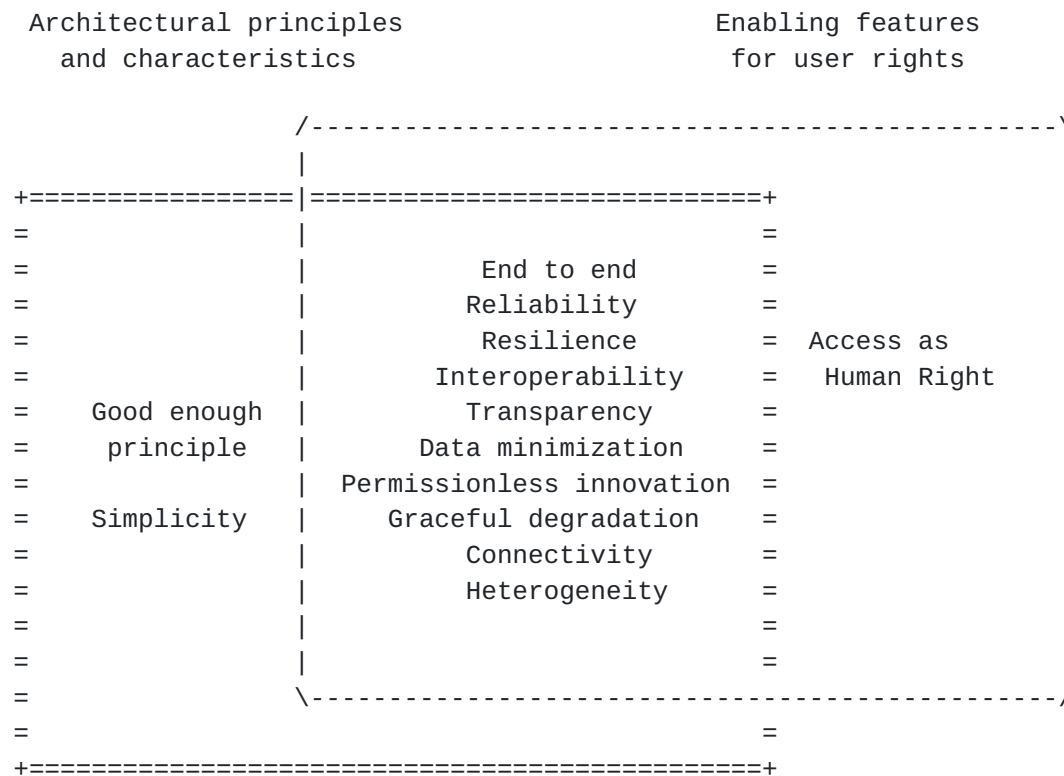 Architectural principles Enabling features
and characteristics for user rights
End to end
Reliability
Resilience = Access as
Interoperability = Human Right
Good enough Transparency
principle Data minimization
Permissionless innovation
Simplicity Graceful degradation
Connectivity
Heterogeneity